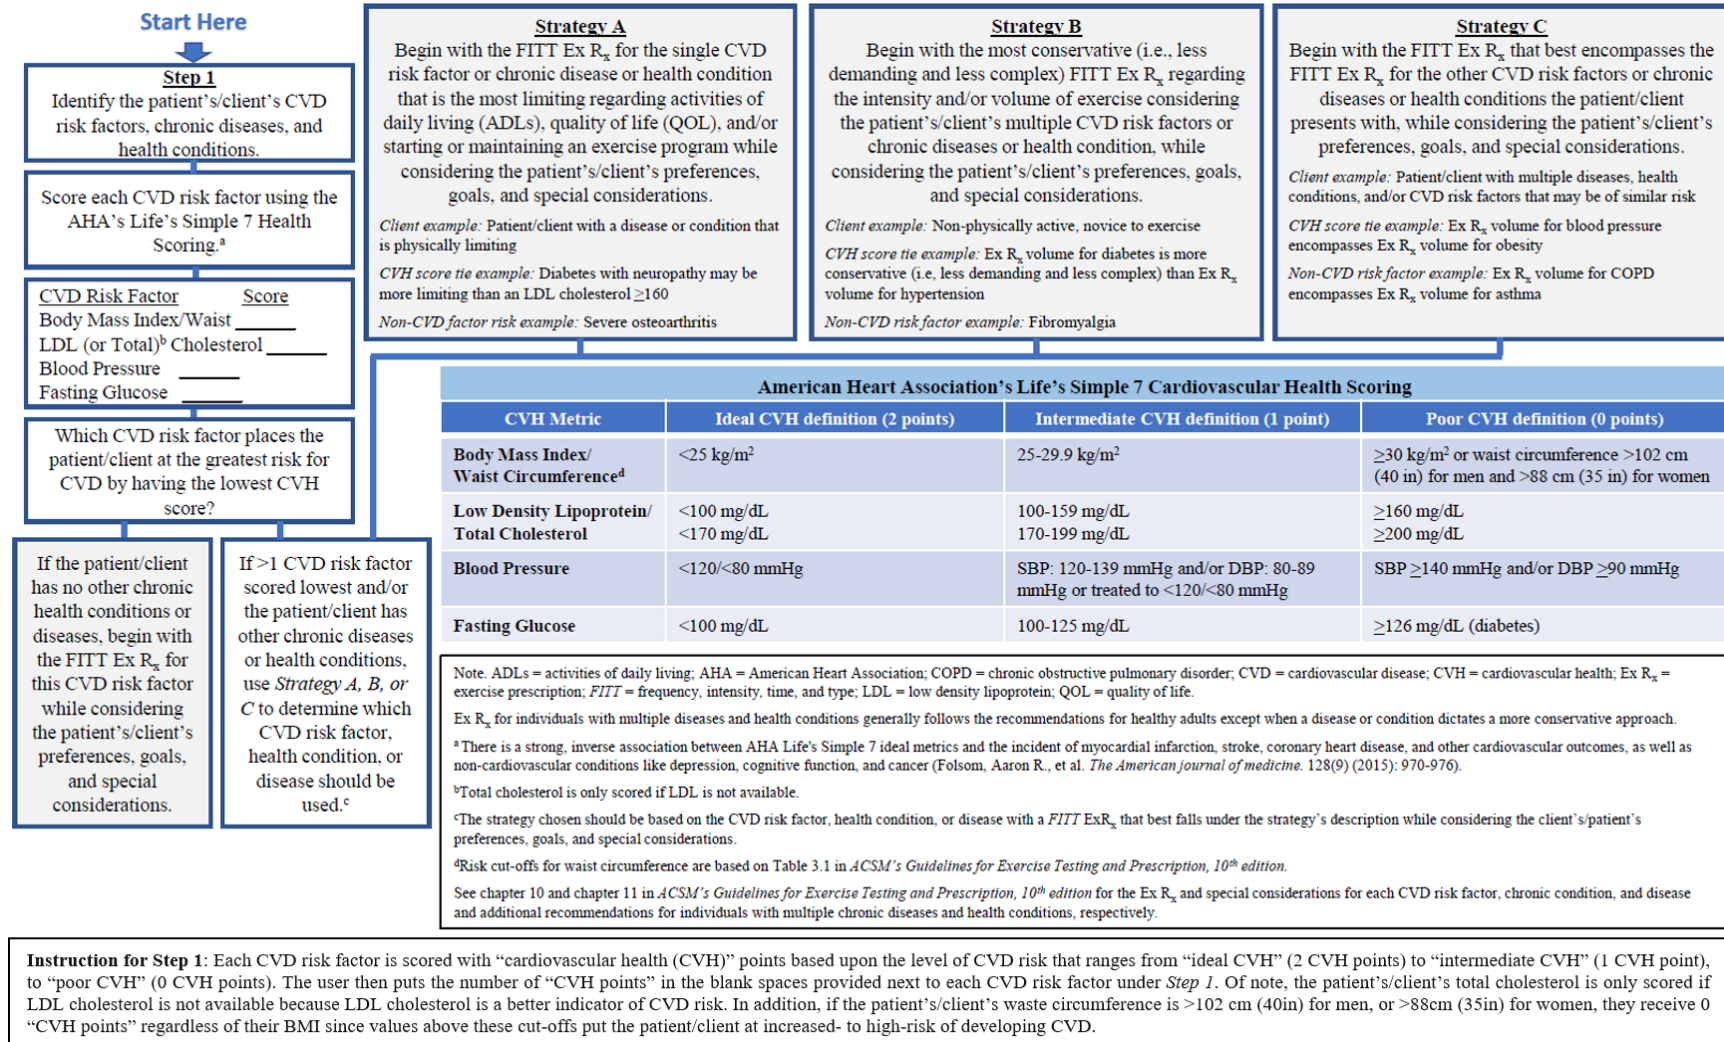 Start Here
Step 1
Identify the patient's/client's CVD
risk factors, chronic diseases, and
health conditions.
Score each CVD risk factor using the
AHA's Life's Simple 7 Health
Scoring.a
CVD Risk Factor Score
Body Mass Index/Waist ______
LDL (or Total)b Cholesterol ______
Blood Pressure ______
Fasting Glucose ______
Which CVD risk factor places the
patient/client at the greatest risk for
CVD by having the lowest CVH
score?
If the patient/client
has no other chronic
health conditions or
diseases, begin with
the FITT Ex Rx for
this CVD risk factor
while considering
the patient's/client's
preferences, goals,
and special
considerations.
If >1 CVD risk factor
scored lowest and/or
the patient/client has
other chronic diseases
or health conditions,
use Strategy A, B, or
C to determine which
CVD risk factor,
health condition, or
disease should be
used.c
Strategy A
Begin with the FITT Ex Rx for the single CVD
risk factor or chronic disease or health condition
that is the most limiting regarding activities of
daily living (ADLs), quality of life (QOL), and/or
starting or maintaining an exercise program while
considering the patient's/client's preferences,
goals, and special considerations.
Client example: Patient/client with a disease or condition that
is physically limiting
CVH score tie example: Diabetes with neuropathy may be
more limiting than an LDL cholesterol ≥160
Non-CVD factor risk example: Severe osteoarthritis
Strategy B
Begin with the most conservative (i.e., less
demanding and less complex) FITT Ex Rx regarding
the intensity and/or volume of exercise considering
the patient's/client's multiple CVD risk factors or
chronic diseases or health condition, while
considering the patient's/client's preferences, goals,
and special considerations.
Client example: Non-physically active, novice to exercise
CVH score tie example: Ex Rx volume for diabetes is more
conservative (i.e, less demanding and less complex) than Ex Rx
volume for hypertension
Non-CVD risk factor example: Fibromyalgia
Strategy C
Begin with the FITT Ex Rx that best encompasses the
FITT Ex Rx for the other CVD risk factors or chronic
diseases or health conditions the patient/client
presents with, while considering the patient's/client's
preferences, goals, and special considerations.
Client example: Patient/client with multiple diseases, health
conditions, and/or CVD risk factors that may be of similar risk
CVH score tie example: Ex Rx volume for blood pressure
encompasses Ex Rx volume for obesity
Non-CVD risk factor example: Ex Rx volume for COPD
encompasses Ex Rx volume for asthma
American Heart Association's Life's Simple 7 Cardiovascular Health Scoring
CVH Metric Ideal CVH definition (2 points) Intermediate CVH definition (1 point) Poor CVH definition (0 points)
Body Mass Index/ <25 kg/m² 25-29.9 kg/m² ≥30 kg/m² or waist circumference >102 cm
Waist Circumferenced (40 in) for men and >88 cm (35 in) for women
Low Density Lipoprotein/ <100 mg/dL 100-159 mg/dL ≥160 mg/dL
Total Cholesterol <170 mg/dL 170-199 mg/dL ≥200 mg/dL
Blood Pressure <120/<80 mmHg SBP: 120-139 mmHg and/or DBP: 80-89 SBP ≥140 mmHg and/or DBP ≥90 mmHg
mmHg or treated to <120/<80 mmHg
Fasting Glucose <100 mg/dL 100-125 mg/dL ≥126 mg/dL (diabetes)
Note. ADLs = activities of daily living; AHA = American Heart Association; COPD = chronic obstructive pulmonary disorder; CVD = cardiovascular disease; CVH = cardiovascular health; Ex Rx =
exercise prescription; FITT = frequency, intensity, time, and type; LDL = low density lipoprotein; QOL = quality of life.
Ex Rx for individuals with multiple diseases and health conditions generally follows the recommendations for healthy adults except when a disease or condition dictates a more conservative approach.
a There is a strong, inverse association between AHA Life's Simple 7 ideal metrics and the incident of myocardial infarction, stroke, coronary heart disease, and other cardiovascular outcomes, as well as
non-cardiovascular conditions like depression, cognitive function, and cancer (Folsom, Aaron R., et al. The American journal of medicine. 128(9) (2015): 970-976).
bTotal cholesterol is only scored if LDL is not available.
cThe strategy chosen should be based on the CVD risk factor, health condition, or disease with a FITT ExRx that best falls under the strategy's description while considering the client's/patient's
preferences, goals, and special considerations.
dRisk cut-offs for waist circumference are based on Table 3.1 in ACSM's Guidelines for Exercise Testing and Prescription, 10th edition.
See chapter 10 and chapter 11 in ACSM's Guidelines for Exercise Testing and Prescription, 10th edition for the Ex Rx and special considerations for each CVD risk factor, chronic condition, and disease
and additional recommendations for individuals with multiple chronic diseases and health conditions, respectively.
Instruction for Step 1: Each CVD risk factor is scored with "cardiovascular health (CVH)" points based upon the level of CVD risk that ranges from "ideal CVH" (2 CVH points) to "intermediate CVH" (1 CVH point),
to "poor CVH" (0 CVH points). The user then puts the number of "CVH points" in the blank spaces provided next to each CVD risk factor under Step 1. Of note, the patient's/client's total cholesterol is only scored if
LDL cholesterol is not available because LDL cholesterol is a better indicator of CVD risk. In addition, if the patient's/client's waste circumference is >102 cm (40in) for men, or >88cm (35in) for women, they receive 0
"CVH points" regardless of their BMI since values above these cut-offs put the patient/client at increased- to high-risk of developing CVD.